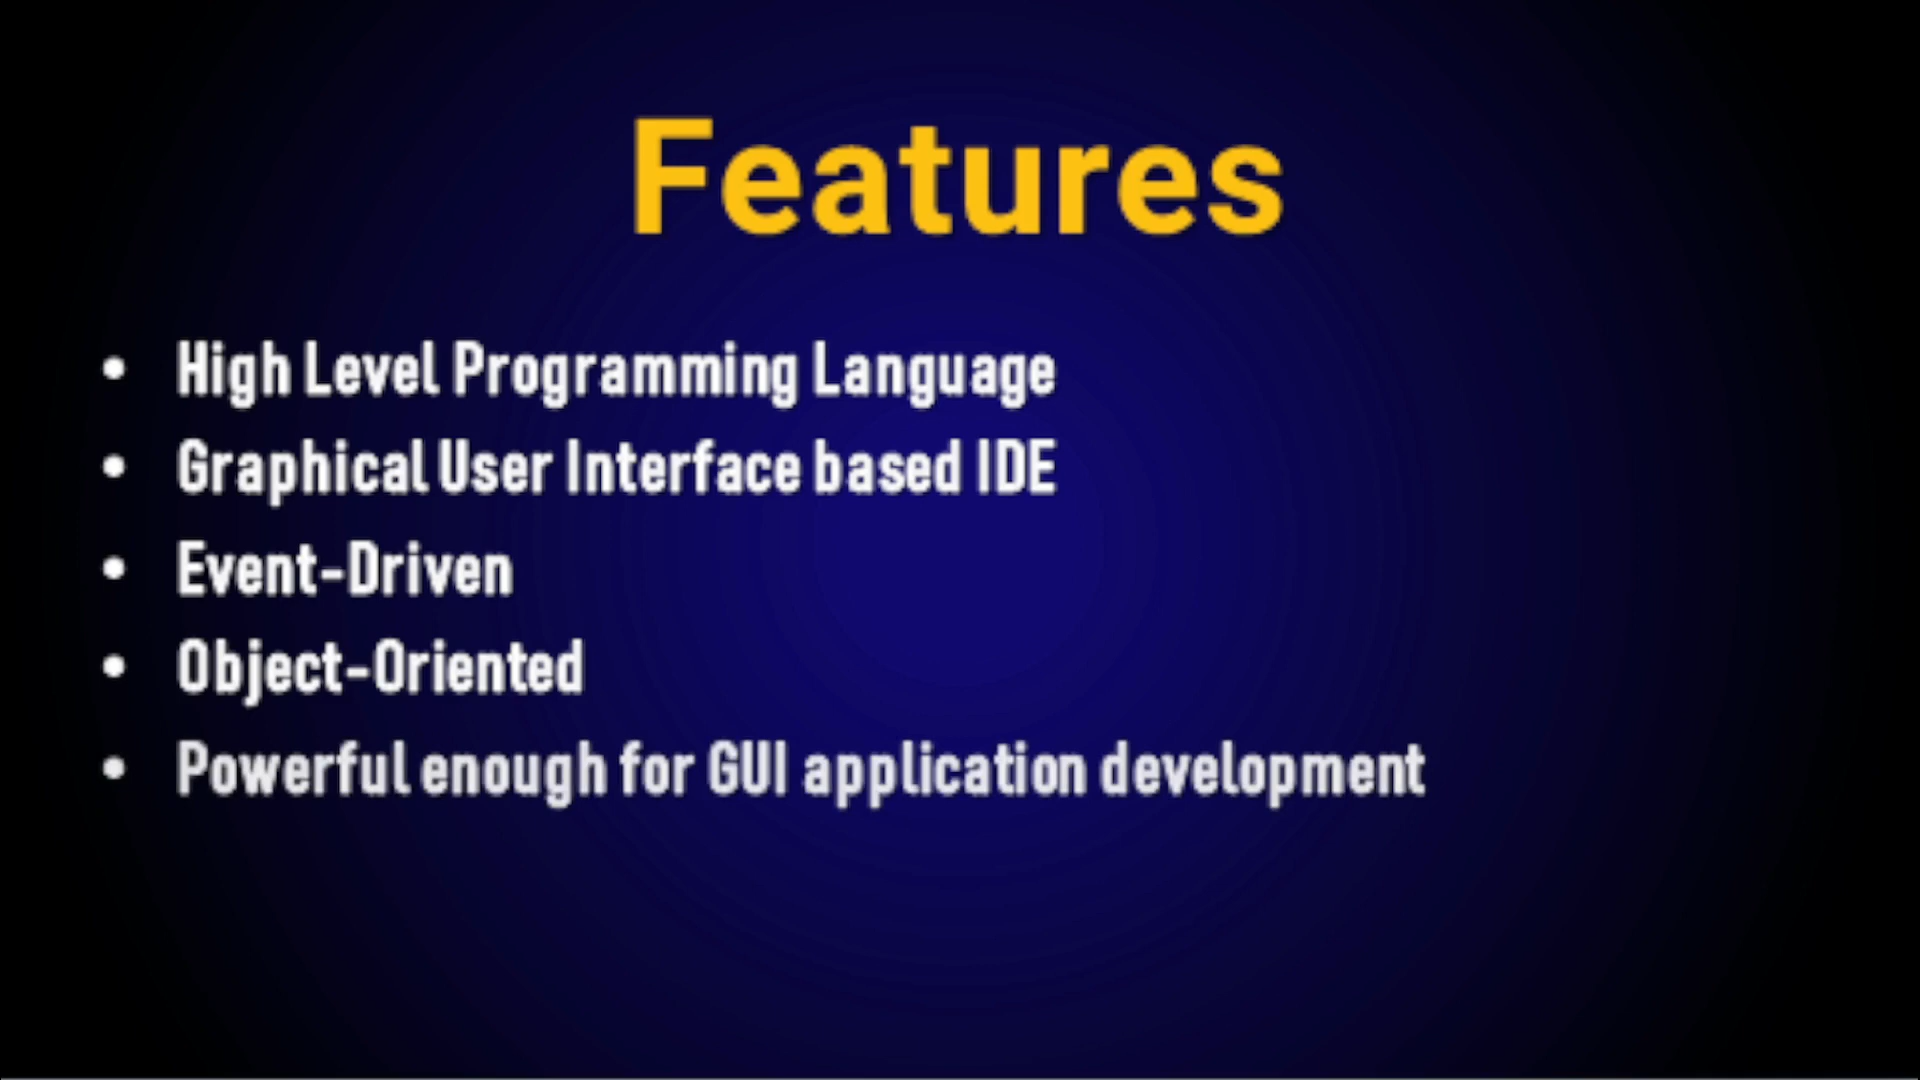 Features
• High Level Programming Language
• Graphical User Interface based IDE
• Event-Driven
• Object-Oriented
• Powerful enough for GUI application development